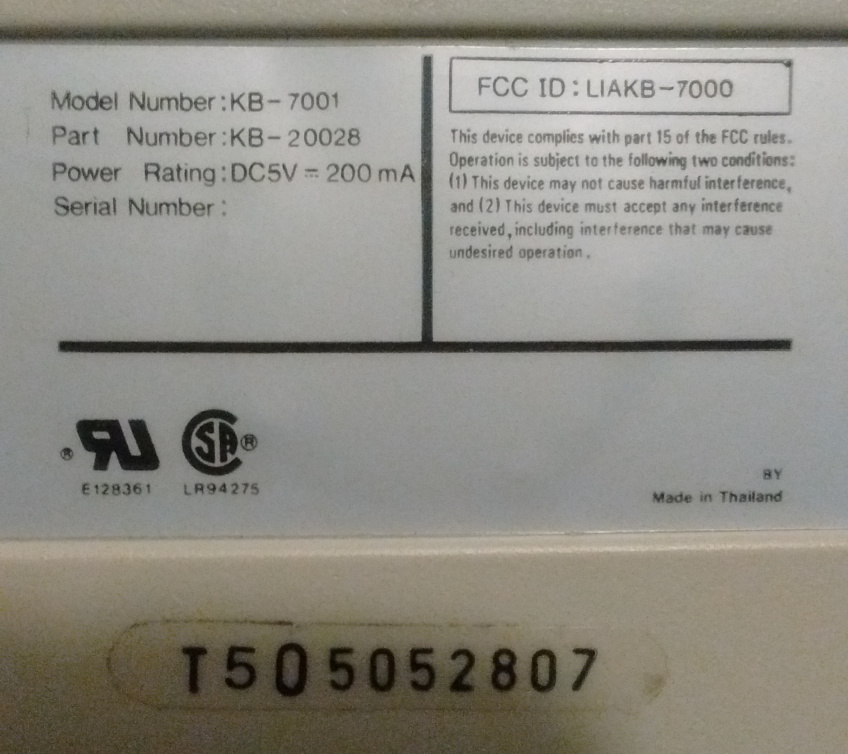 Model Number:KB-7001
Part Number:KB-20028
Power Rating:DC5V = 200 mA
Serial Number:
FCC ID : LIAKB-7000
This device complies with part 15 of the FCC rules.
Operation is subject to the following two conditions:
(1) This device may not cause harmful interference,
and (2) This device must accept any interference
received, including interference that may cause
undesired operation.
® RU SA ®
E128361 LR94275
BY
Made in Thailand
T505052807